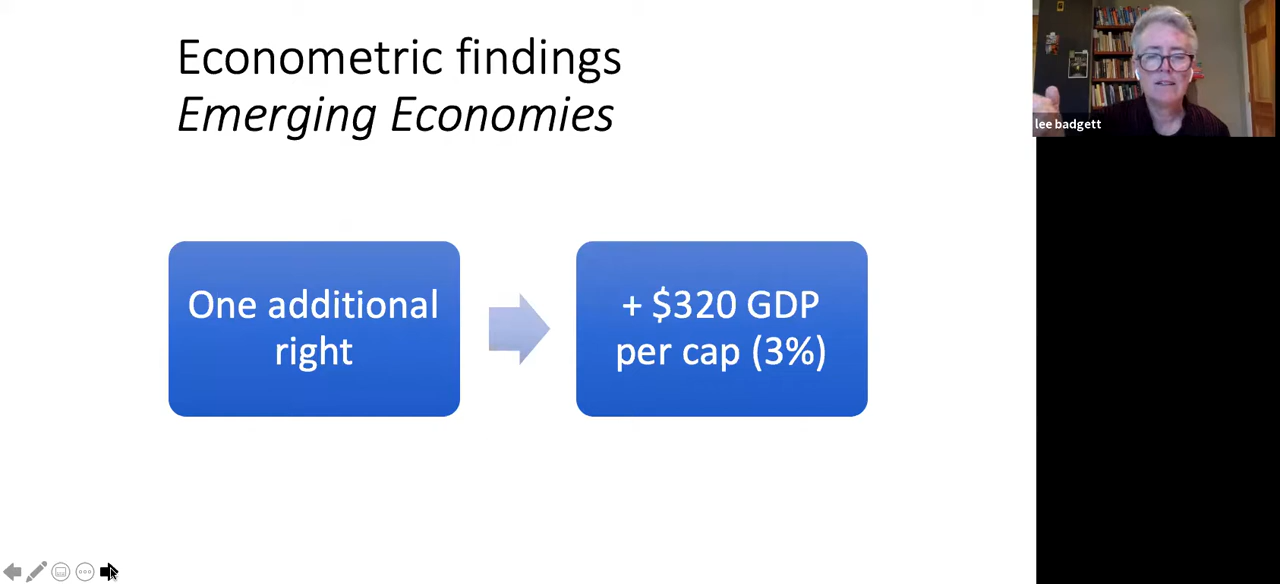 Econometric findings
Emerging Economies
One additional
right
+ $320 GDP
per cap (3%)
lee badgett